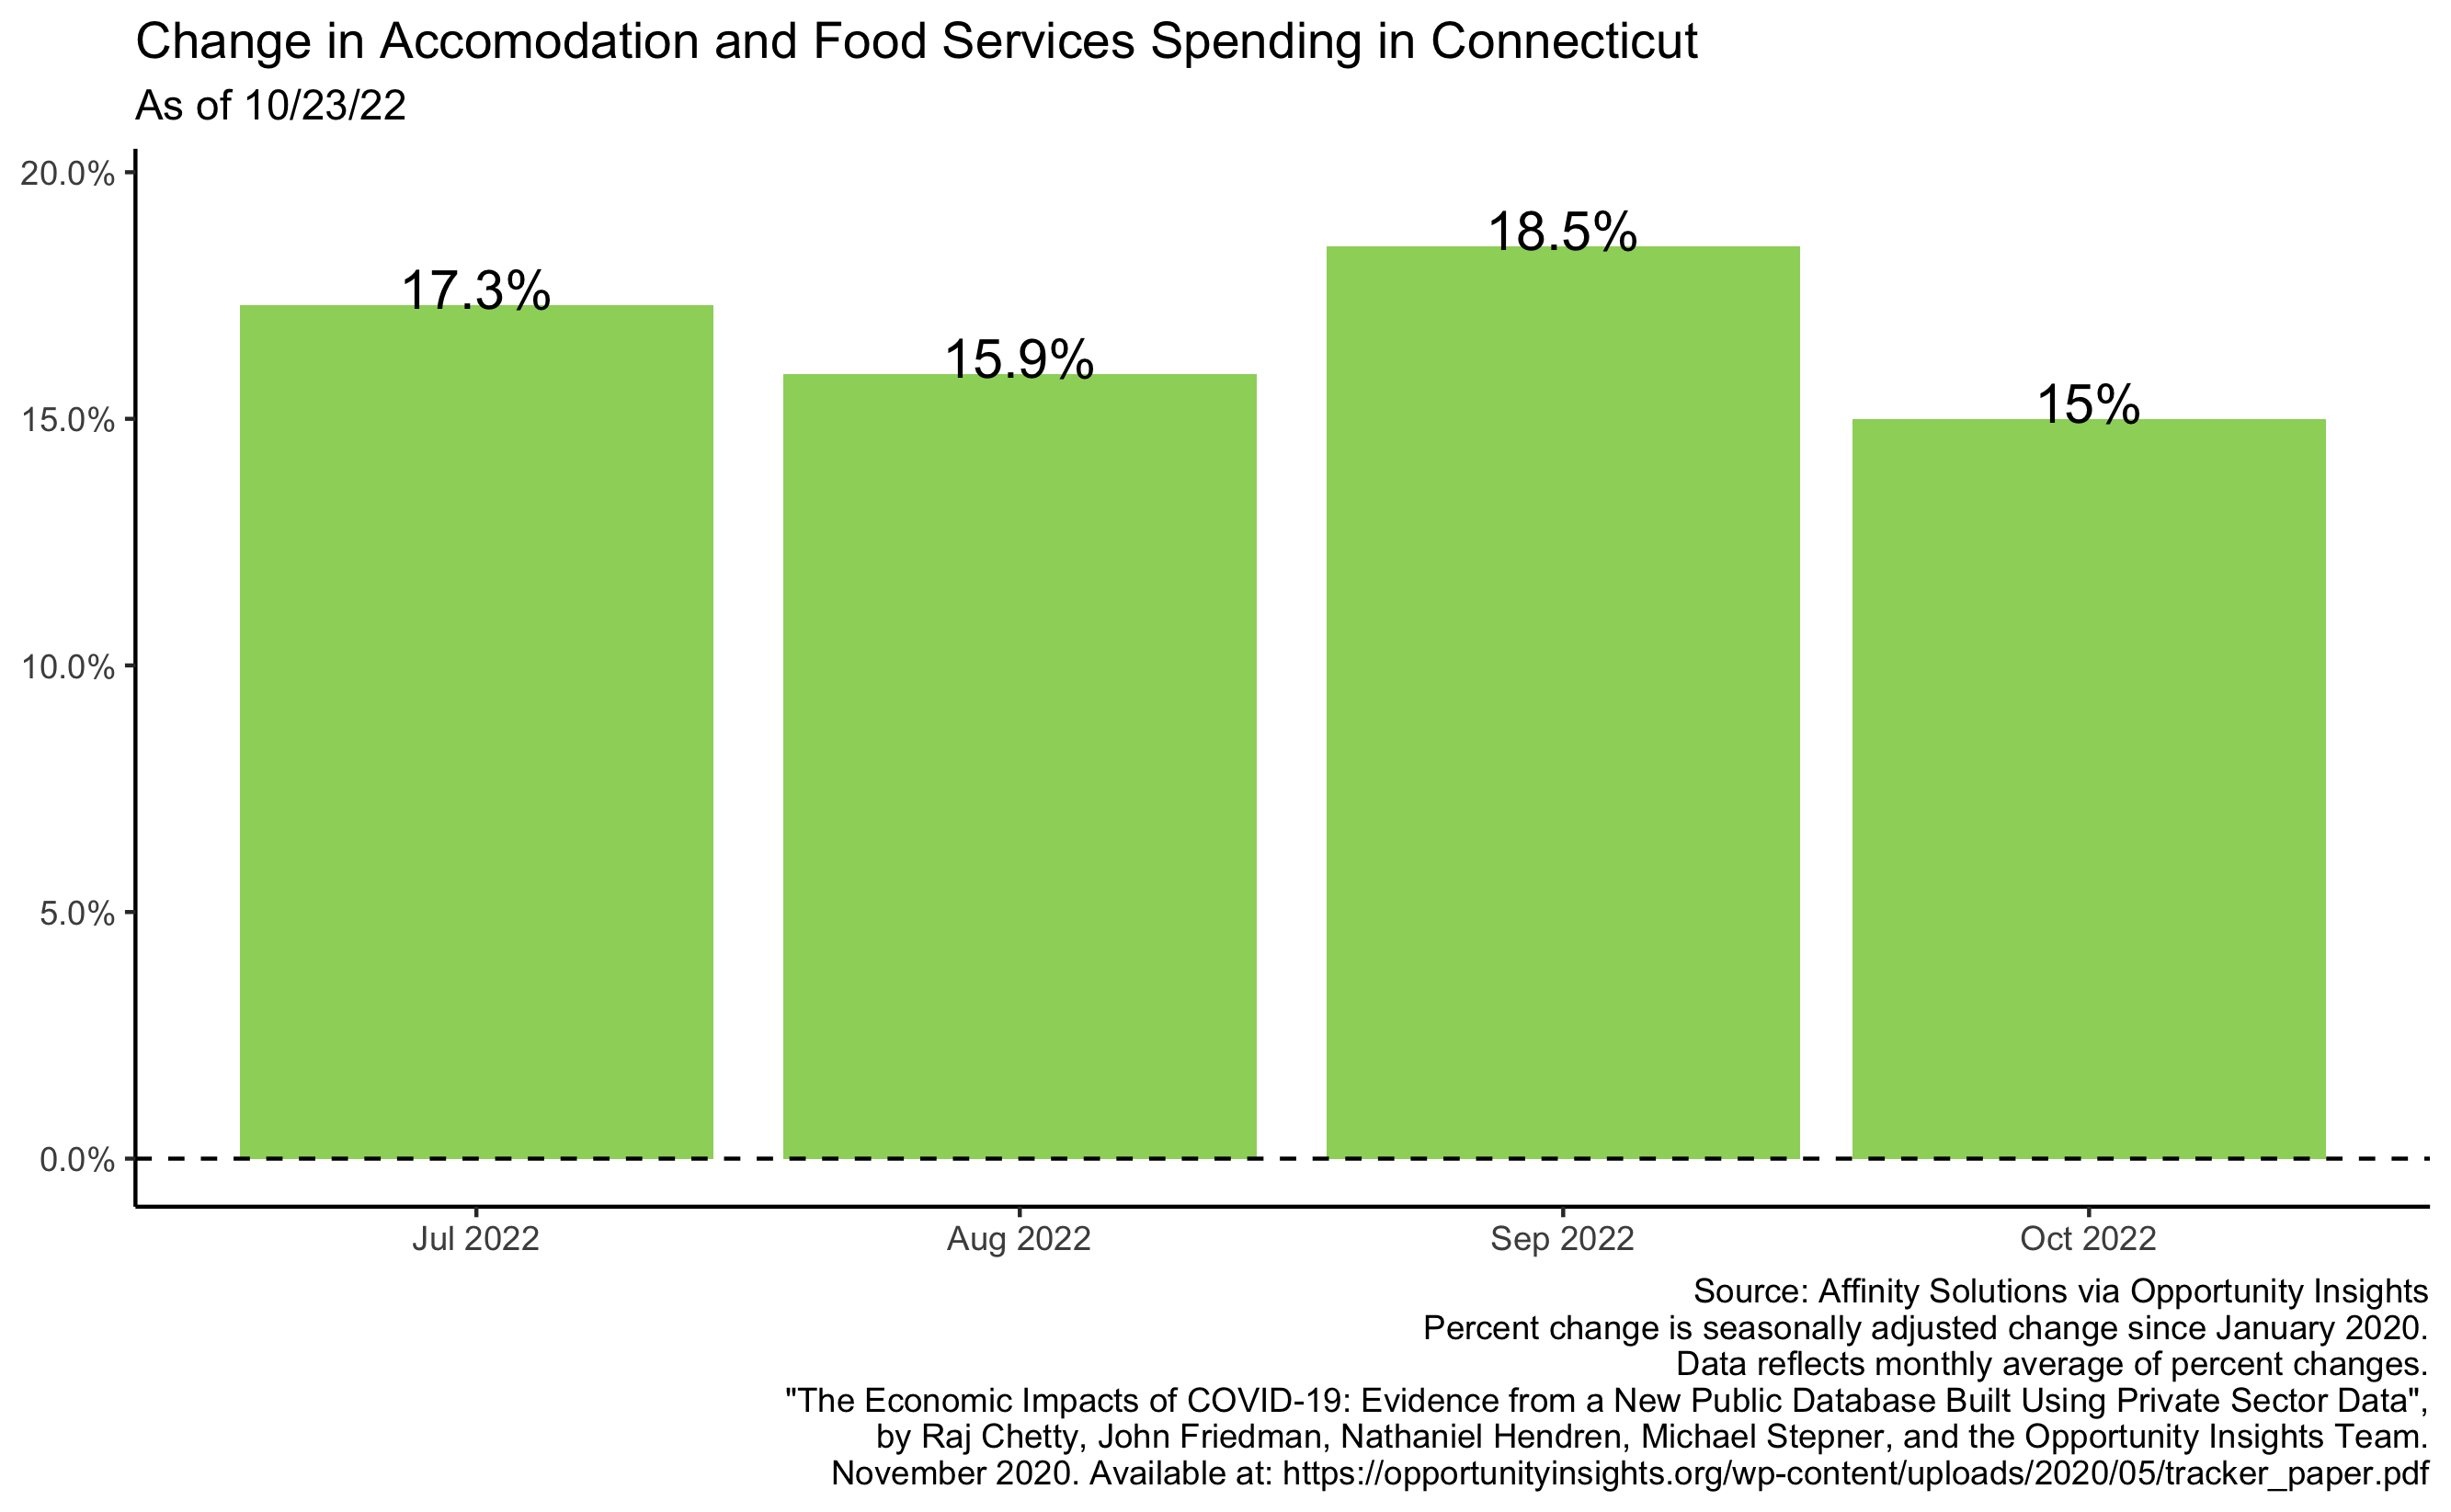 Change in Accomodation and Food Services Spending in Connecticut
As of 10/23/22
20.0%
15.0%
10.0%
5.0%
0.0%
17.3%
15.9%
18.5%
15%
Jul 2022
Aug 2022
Sep 2022
Oct 2022
Source: Affinity Solutions via Opportunity Insights
Percent change is seasonally adjusted change since January 2020.
Data reflects monthly average of percent changes.
"The Economic Impacts of COVID-19: Evidence from a New Public Database Built Using Private Sector Data",
by Raj Chetty, John Friedman, Nathaniel Hendren, Michael Stepner, and the Opportunity Insights Team.
November 2020. Available at: https://opportunityinsights.org/wp-content/uploads/2020/05/tracker_paper.pdf